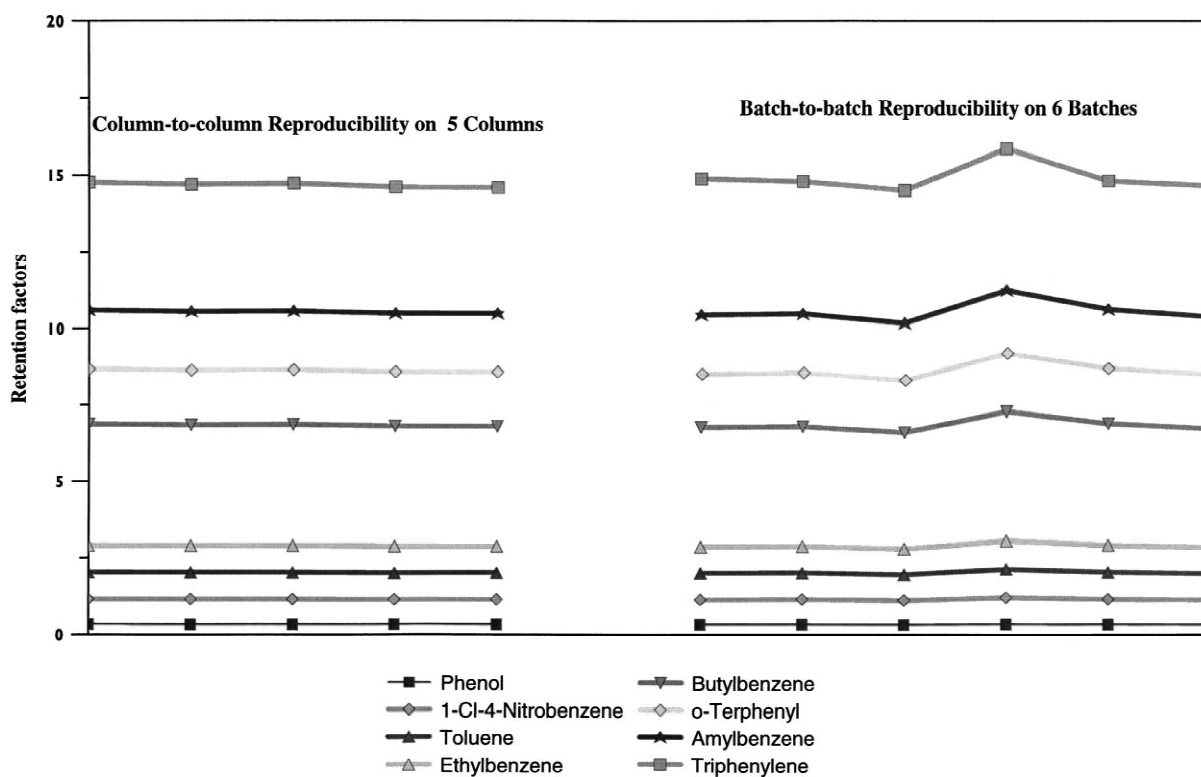 20
Batch-to-batch Reproducibility on 6 Batches
Column-to-column Reproducibility on 5 Columns
15
Retention factors
10
5
0
Phenol
Butylbenzene
1-Cl-4-Nitrobenzene
o-Terphenyl
Toluene
Amylbenzene
Ethylbenzene
Triphenylene